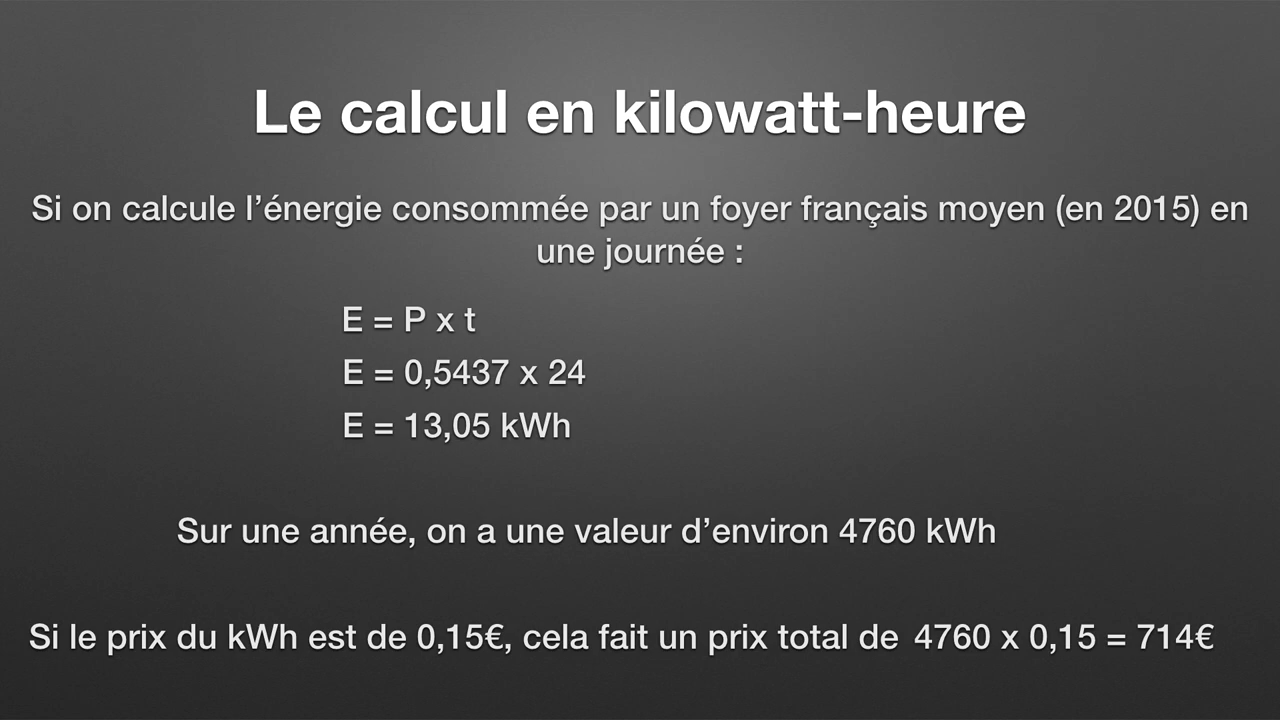 Le calcul en kilowatt-heure
Si on calcule l’énergie consommée par un foyer français moyen (en 2015) en
une journée :
E = P x t
E = 0,5437 x 24
E = 13,05 kWh
Sur une année, on a une valeur d’environ 4760 kWh
Si le prix du kWh est de 0,15€, cela fait un prix total de 4760 x 0,15 = 714€